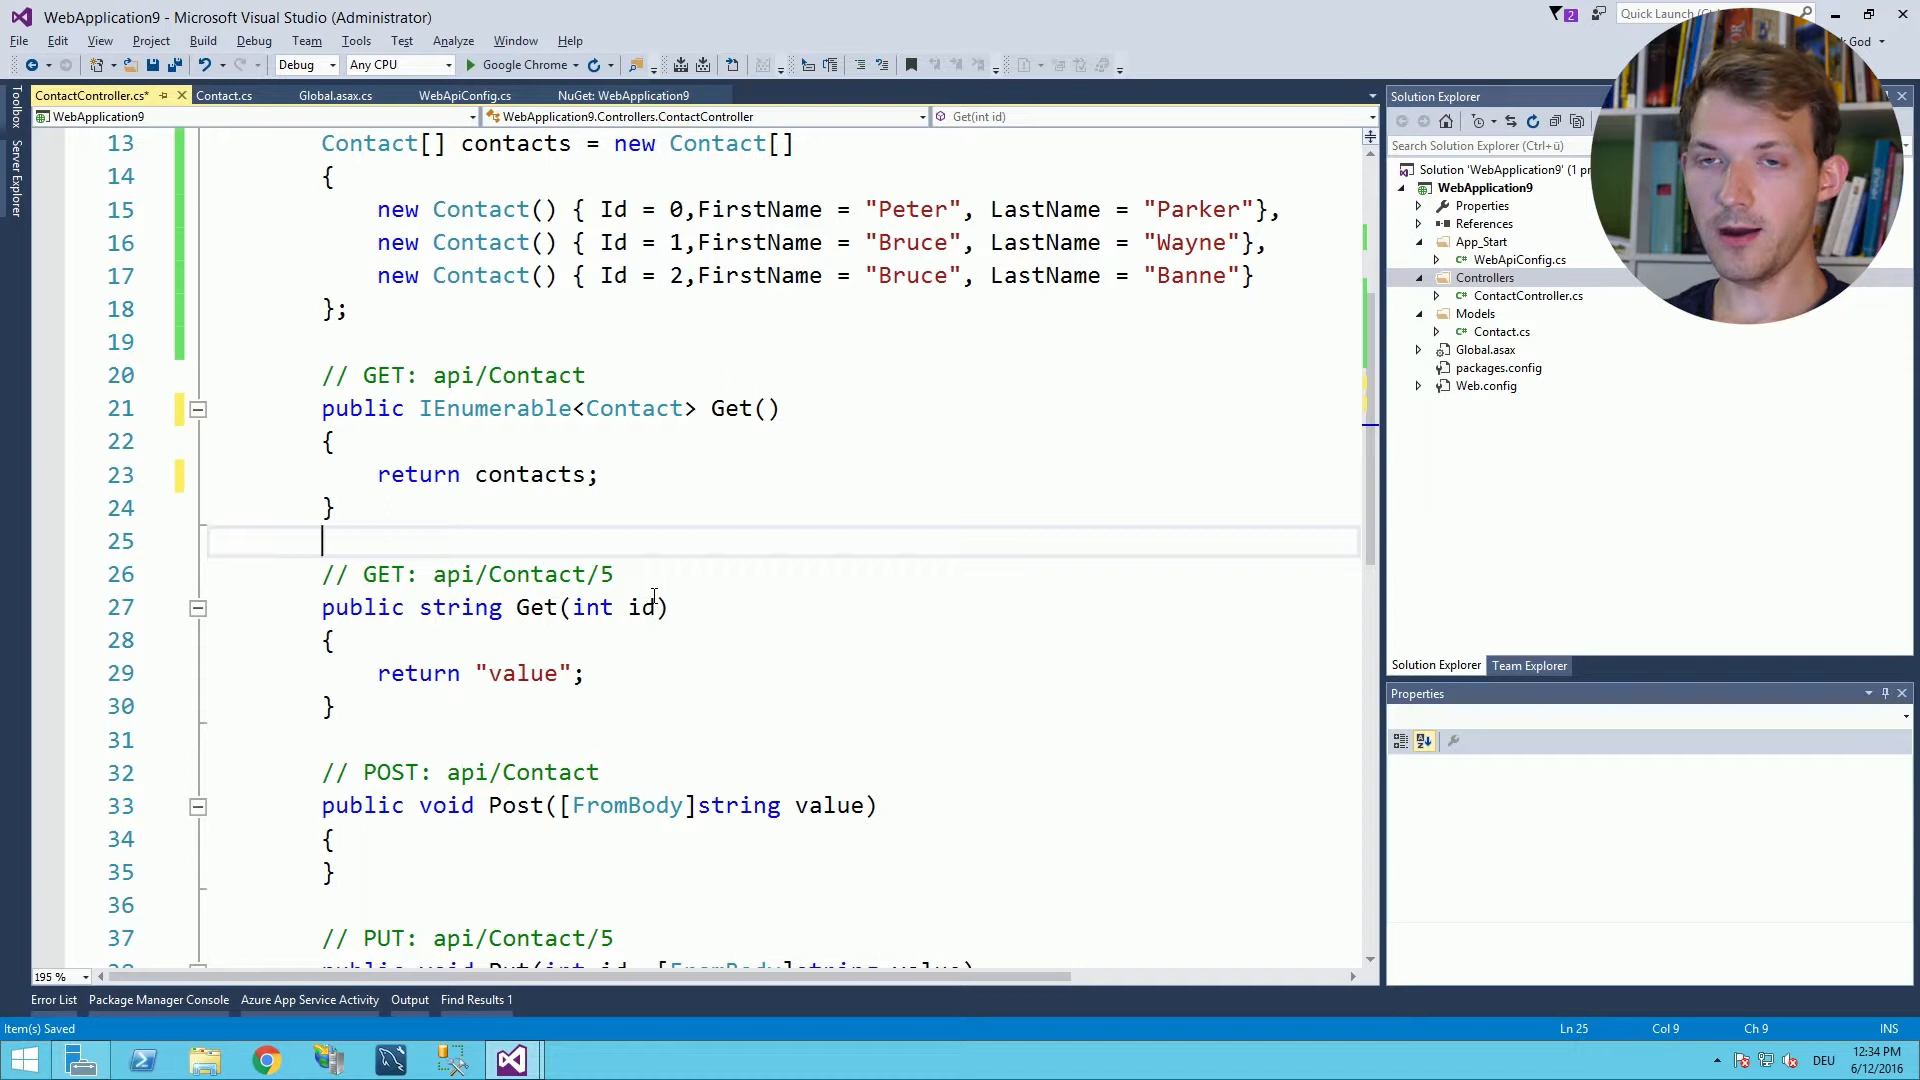 WebApplication9 - Microsoft Visual Studio (Administrator)
2
Quick Launch
File Edit View Project Build Debug Team Tools Test Analyze Window Help
God
Debug Any CPU Google Chrome
ContactController.cs* Contact.cs Global.asax.cs WebApiConfig.cs NuGet: WebApplication9
WebApplication9 WebApplication9.Controllers.ContactController Get(int id)
Toolbox
Server Explorer
13 Contact[] contacts = new Contact[]
14 {
15 new Contact() { Id = 0,FirstName = "Peter", LastName = "Parker"},
16 new Contact() { Id = 1,FirstName = "Bruce", LastName = "Wayne"},
17 new Contact() { Id = 2,FirstName = "Bruce", LastName = "Banne"}
18 };
19
20 // GET: api/Contact
21 public IEnumerable<Contact> Get()
22 {
23 return contacts;
24 }
25
26 // GET: api/Contact/5
27 public string Get(int id)
28 {
29 return "value";
30 }
31
32 // POST: api/Contact
33 public void Post([FromBody]string value)
34 {
35 }
36
37 // PUT: api/Contact/5
public void Put(int id, [FromBody]string value)
195 %
Solution Explorer
Search Solution Explorer (Ctrl+ü)
Solution 'WebApplication9' (1 pr
WebApplication9
Properties
References
App_Start
WebApiConfig.cs
Controllers
ContactController.cs
Models
Contact.cs
Global.asax
packages.config
Web.config
Solution Explorer Team Explorer
Properties
Error List Package Manager Console Azure App Service Activity Output Find Results 1
Item(s) Saved Ln 25 Col 9 Ch 9 INS
DEU
12:34 PM
6/12/2016